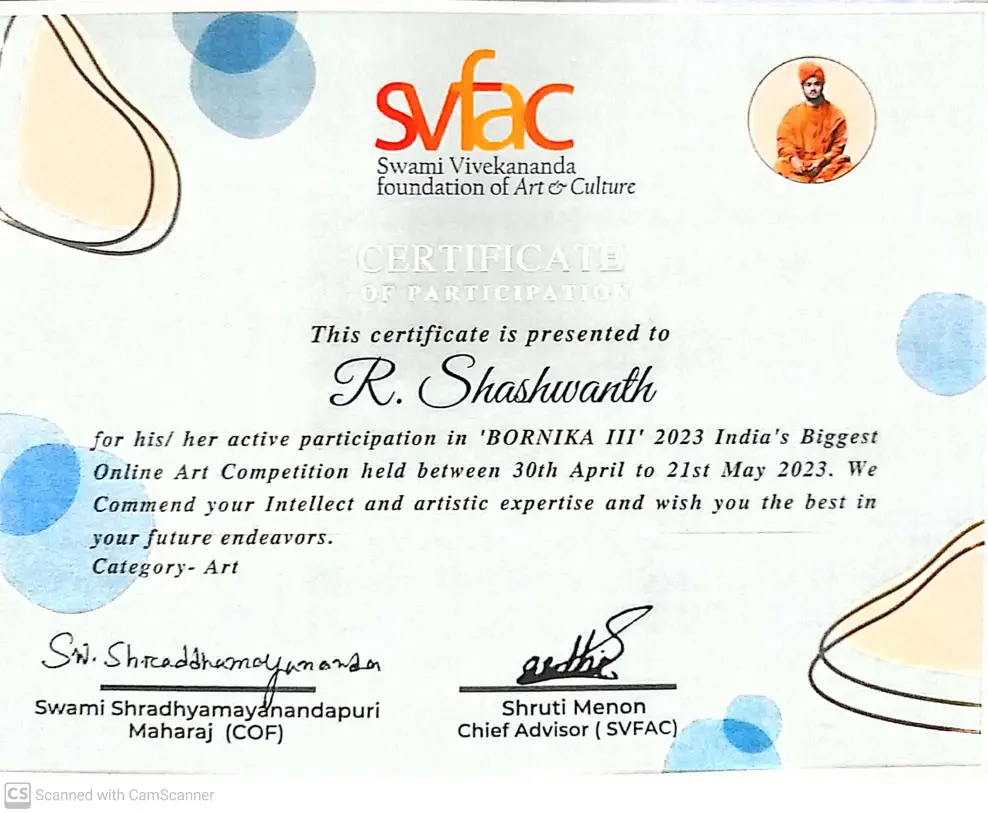 svfac
Swami Vivekananda
foundation of Art & Culture
CERTIFICATE
OF PARTICIPATION
This certificate is presented to
R. Shashwanth
for his/ her active participation in 'BORNIKA III' 2023 India's Biggest
Online Art Competition held between 30th April to 21st May 2023. We
Commend your Intellect and artistic expertise and wish you the best in
your future endeavors.
Category- Art
Sw. Shraddhamayananda
Swami Shradhyamayanandapuri
Maharaj (COF)
Shruti Menon
Chief Advisor ( SVFAC)
CS Scanned with CamScanner